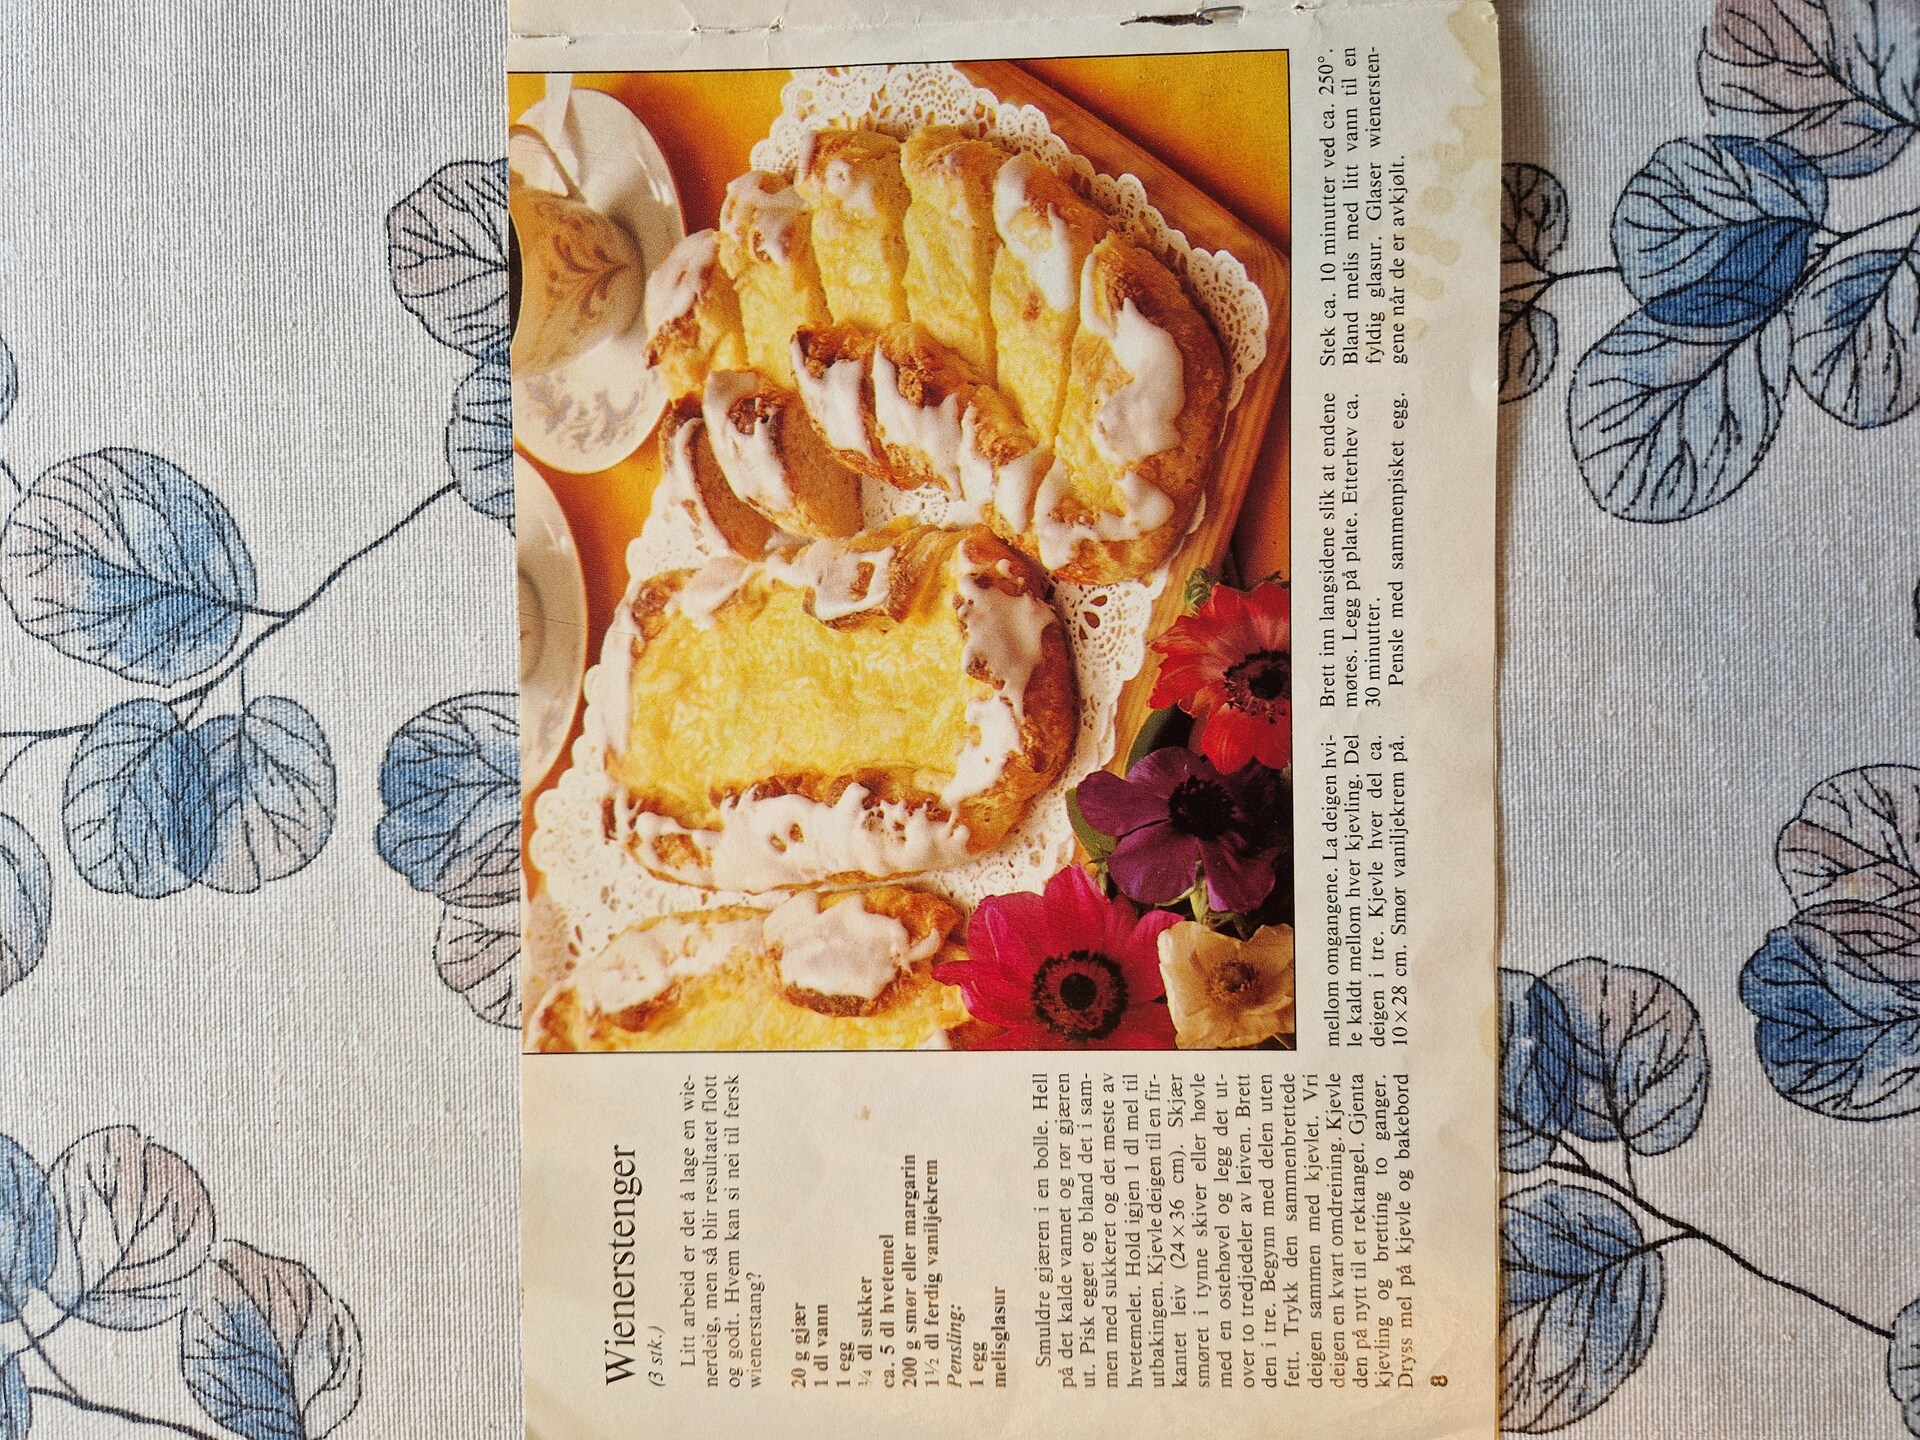 Wienerstenger
(3 stk.)
Litt arbeid er det å lage en wie-
nerdeig, men så blir resultatet flott
og godt. Hvem kan si nei til fersk
wienerstang?
20 g gjær
1 dl vann
1 egg
¼ dl sukker
ca. 5 dl hvetemel
200 g smør eller margarin
1½ dl ferdig vaniljekrem
Pensling:
1 egg
melisglasur
Smuldre gjæren i en bolle. Hell
på det kalde vannet og rør gjæren
ut. Pisk egget og bland det i sam-
men med sukkeret og det meste av
hvetemelet. Hold igjen 1 dl mel til
utbakingen. Kjevle deigen til en fir-
kantet leiv (24×36 cm). Skjær
smøret i tynne skiver eller høvle
med en ostehøvel og legg det ut-
over to tredjedeler av leiven. Brett
den i tre. Begynn med delen uten
fett. Trykk den sammenbrettede
deigen sammen med kjevlet. Vri
deigen en kvart omdreining. Kjevle
den på nytt til et rektangel. Gjenta
kjevling og bretting to ganger.
Dryss mel på kjevle og bakebord
mellom omgangene. La deigen hvi-
le kaldt mellom hver kjevling. Del
deigen i tre. Kjevle hver del ca.
10×28 cm. Smør vaniljekrem på.
Brett inn langsidene slik at endene
møtes. Legg på plate. Etterhev ca.
30 minutter.
Pensle med sammenpisket egg.
Stek ca. 10 minutter ved ca. 250°.
Bland melis med litt vann til en
fyldig glasur. Glaser wienersten-
gene når de er avkjølt.
8